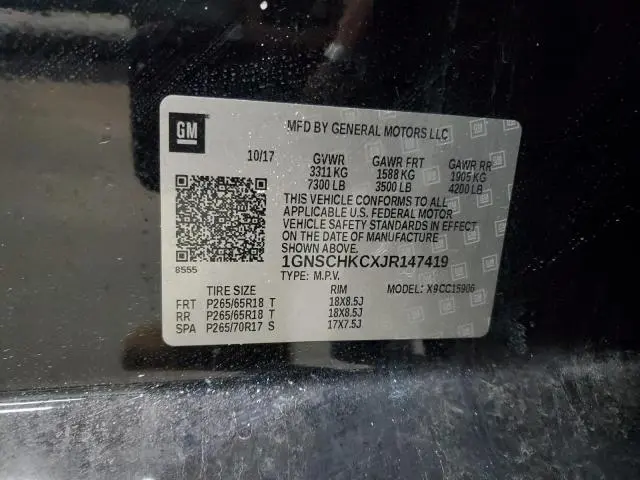 GM
MFD BY GENERAL MOTORS LLC
10/17 GVWR GAWR FRT GAWR RR
3311 KG 1588 KG 1905 KG
7300 LB 3500 LB 4200 LB
THIS VEHICLE CONFORMS TO ALL
APPLICABLE U.S. FEDERAL MOTOR
VEHICLE SAFETY STANDARDS IN EFFECT
ON THE DATE OF MANUFACTURE
SHOWN ABOVE.
8555
1GNSCHKCXJR147419
TYPE: M.P.V. MODEL: X9CC15906
TIRE SIZE RIM
FRT P265/65R18 T 18X8.5J
RR P265/65R18 T 18X8.5J
SPA P265/70R17 S 17X7.5J